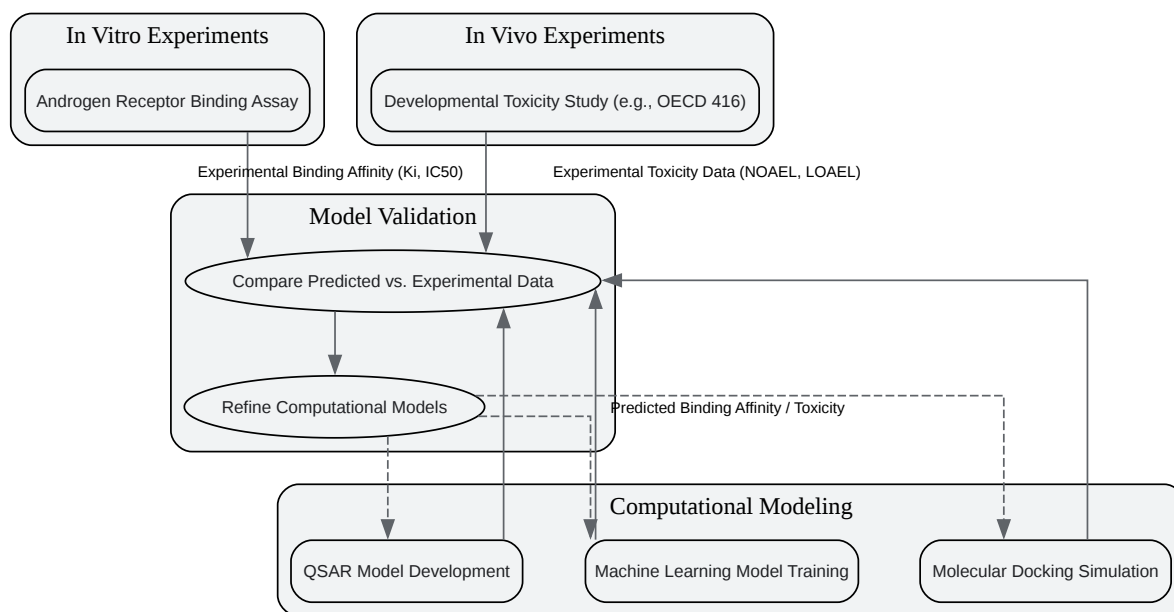 In Vitro Experiments
In Vivo Experiments
Androgen Receptor Binding Assay
Developmental Toxicity Study (e.g., OECD 416)
Experimental Binding Affinity (Ki, IC50)
Experimental Toxicity Data (NOAEL, LOAEL)
Model Validation
Compare Predicted vs. Experimental Data
Refine Computational Models
Predicted Binding Affinity / Toxicity
Computational Modeling
QSAR Model Development
Machine Learning Model Training
Molecular Docking Simulation